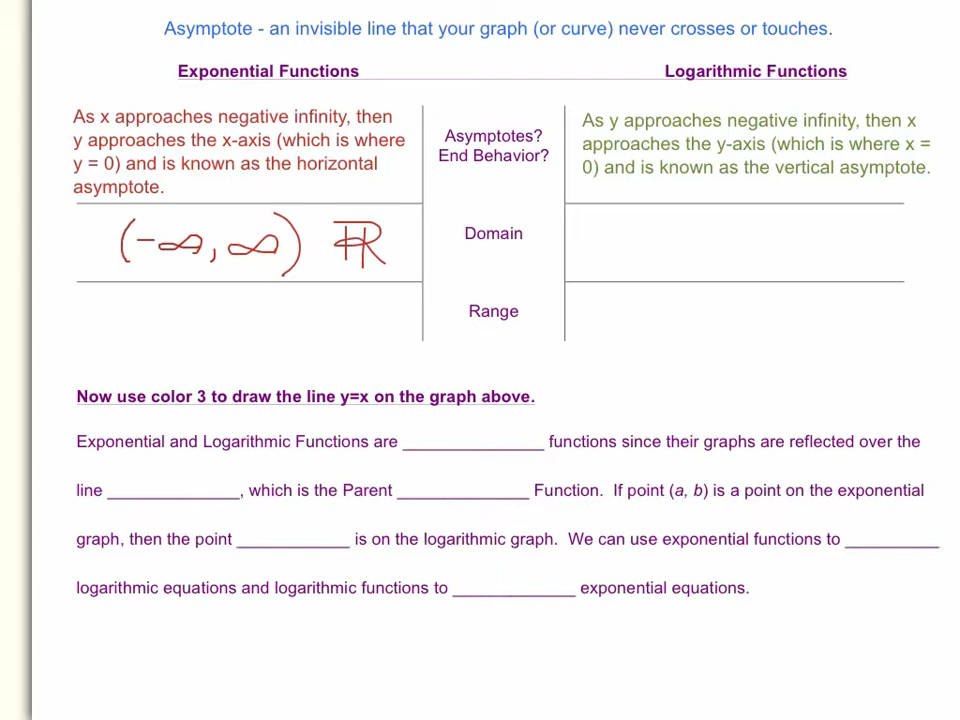 Asymptote - an invisible line that your graph (or curve) never crosses or touches.
Exponential Functions
Logarithmic Functions
As x approaches negative infinity, then
y approaches the x-axis (which is where
y = 0) and is known as the horizontal
asymptote.
Asymptotes?
End Behavior?
As y approaches negative infinity, then x
approaches the y-axis (which is where x =
0) and is known as the vertical asymptote.
(-∞, ∞) ℝ
Domain
Range
Now use color 3 to draw the line y=x on the graph above.
Exponential and Logarithmic Functions are _______________ functions since their graphs are reflected over the
line ______________, which is the Parent ______________ Function. If point (a, b) is a point on the exponential
graph, then the point ____________ is on the logarithmic graph. We can use exponential functions to __________
logarithmic equations and logarithmic functions to _____________ exponential equations.